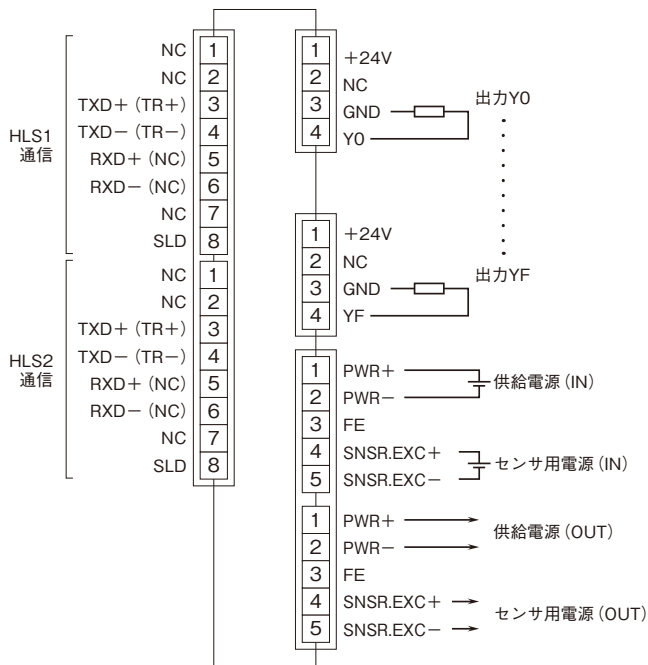 HLS1
通信
NC 1
NC 2
TXD+(TR+) 3
TXD−(TR−) 4
RXD+(NC) 5
RXD−(NC) 6
NC 7
SLD 8
HLS2
通信
NC 1
NC 2
TXD+(TR+) 3
TXD−(TR−) 4
RXD+(NC) 5
RXD−(NC) 6
NC 7
SLD 8
1 +24V
2 NC
3 GND
4 Y0
出力Y0
1 +24V
2 NC
3 GND
4 YF
出力YF
1 PWR+
2 PWR−
供給電源(IN)
3 FE
4 SNSR.EXC+
5 SNSR.EXC−
センサ用電源(IN)
1 PWR+
2 PWR−
供給電源(OUT)
3 FE
4 SNSR.EXC+
5 SNSR.EXC−
センサ用電源(OUT)